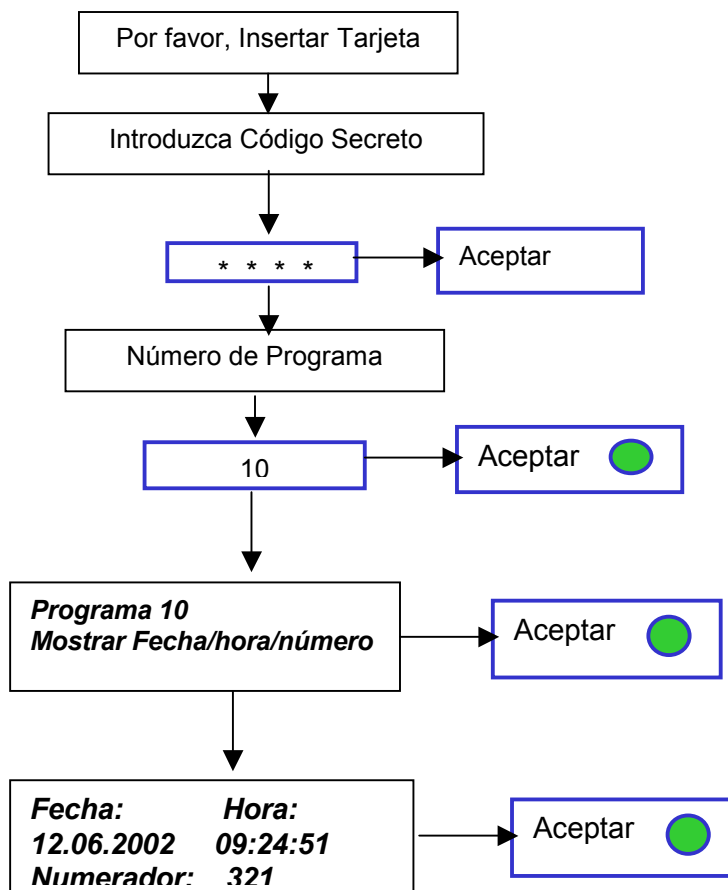 Por favor, Insertar Tarjeta
Introduzca Código Secreto
* * * *
Aceptar
Número de Programa
10
Aceptar
Programa 10
Mostrar Fecha/hora/número
Aceptar
Fecha: Hora:
12.06.2002 09:24:51
Numerador: 321
Aceptar